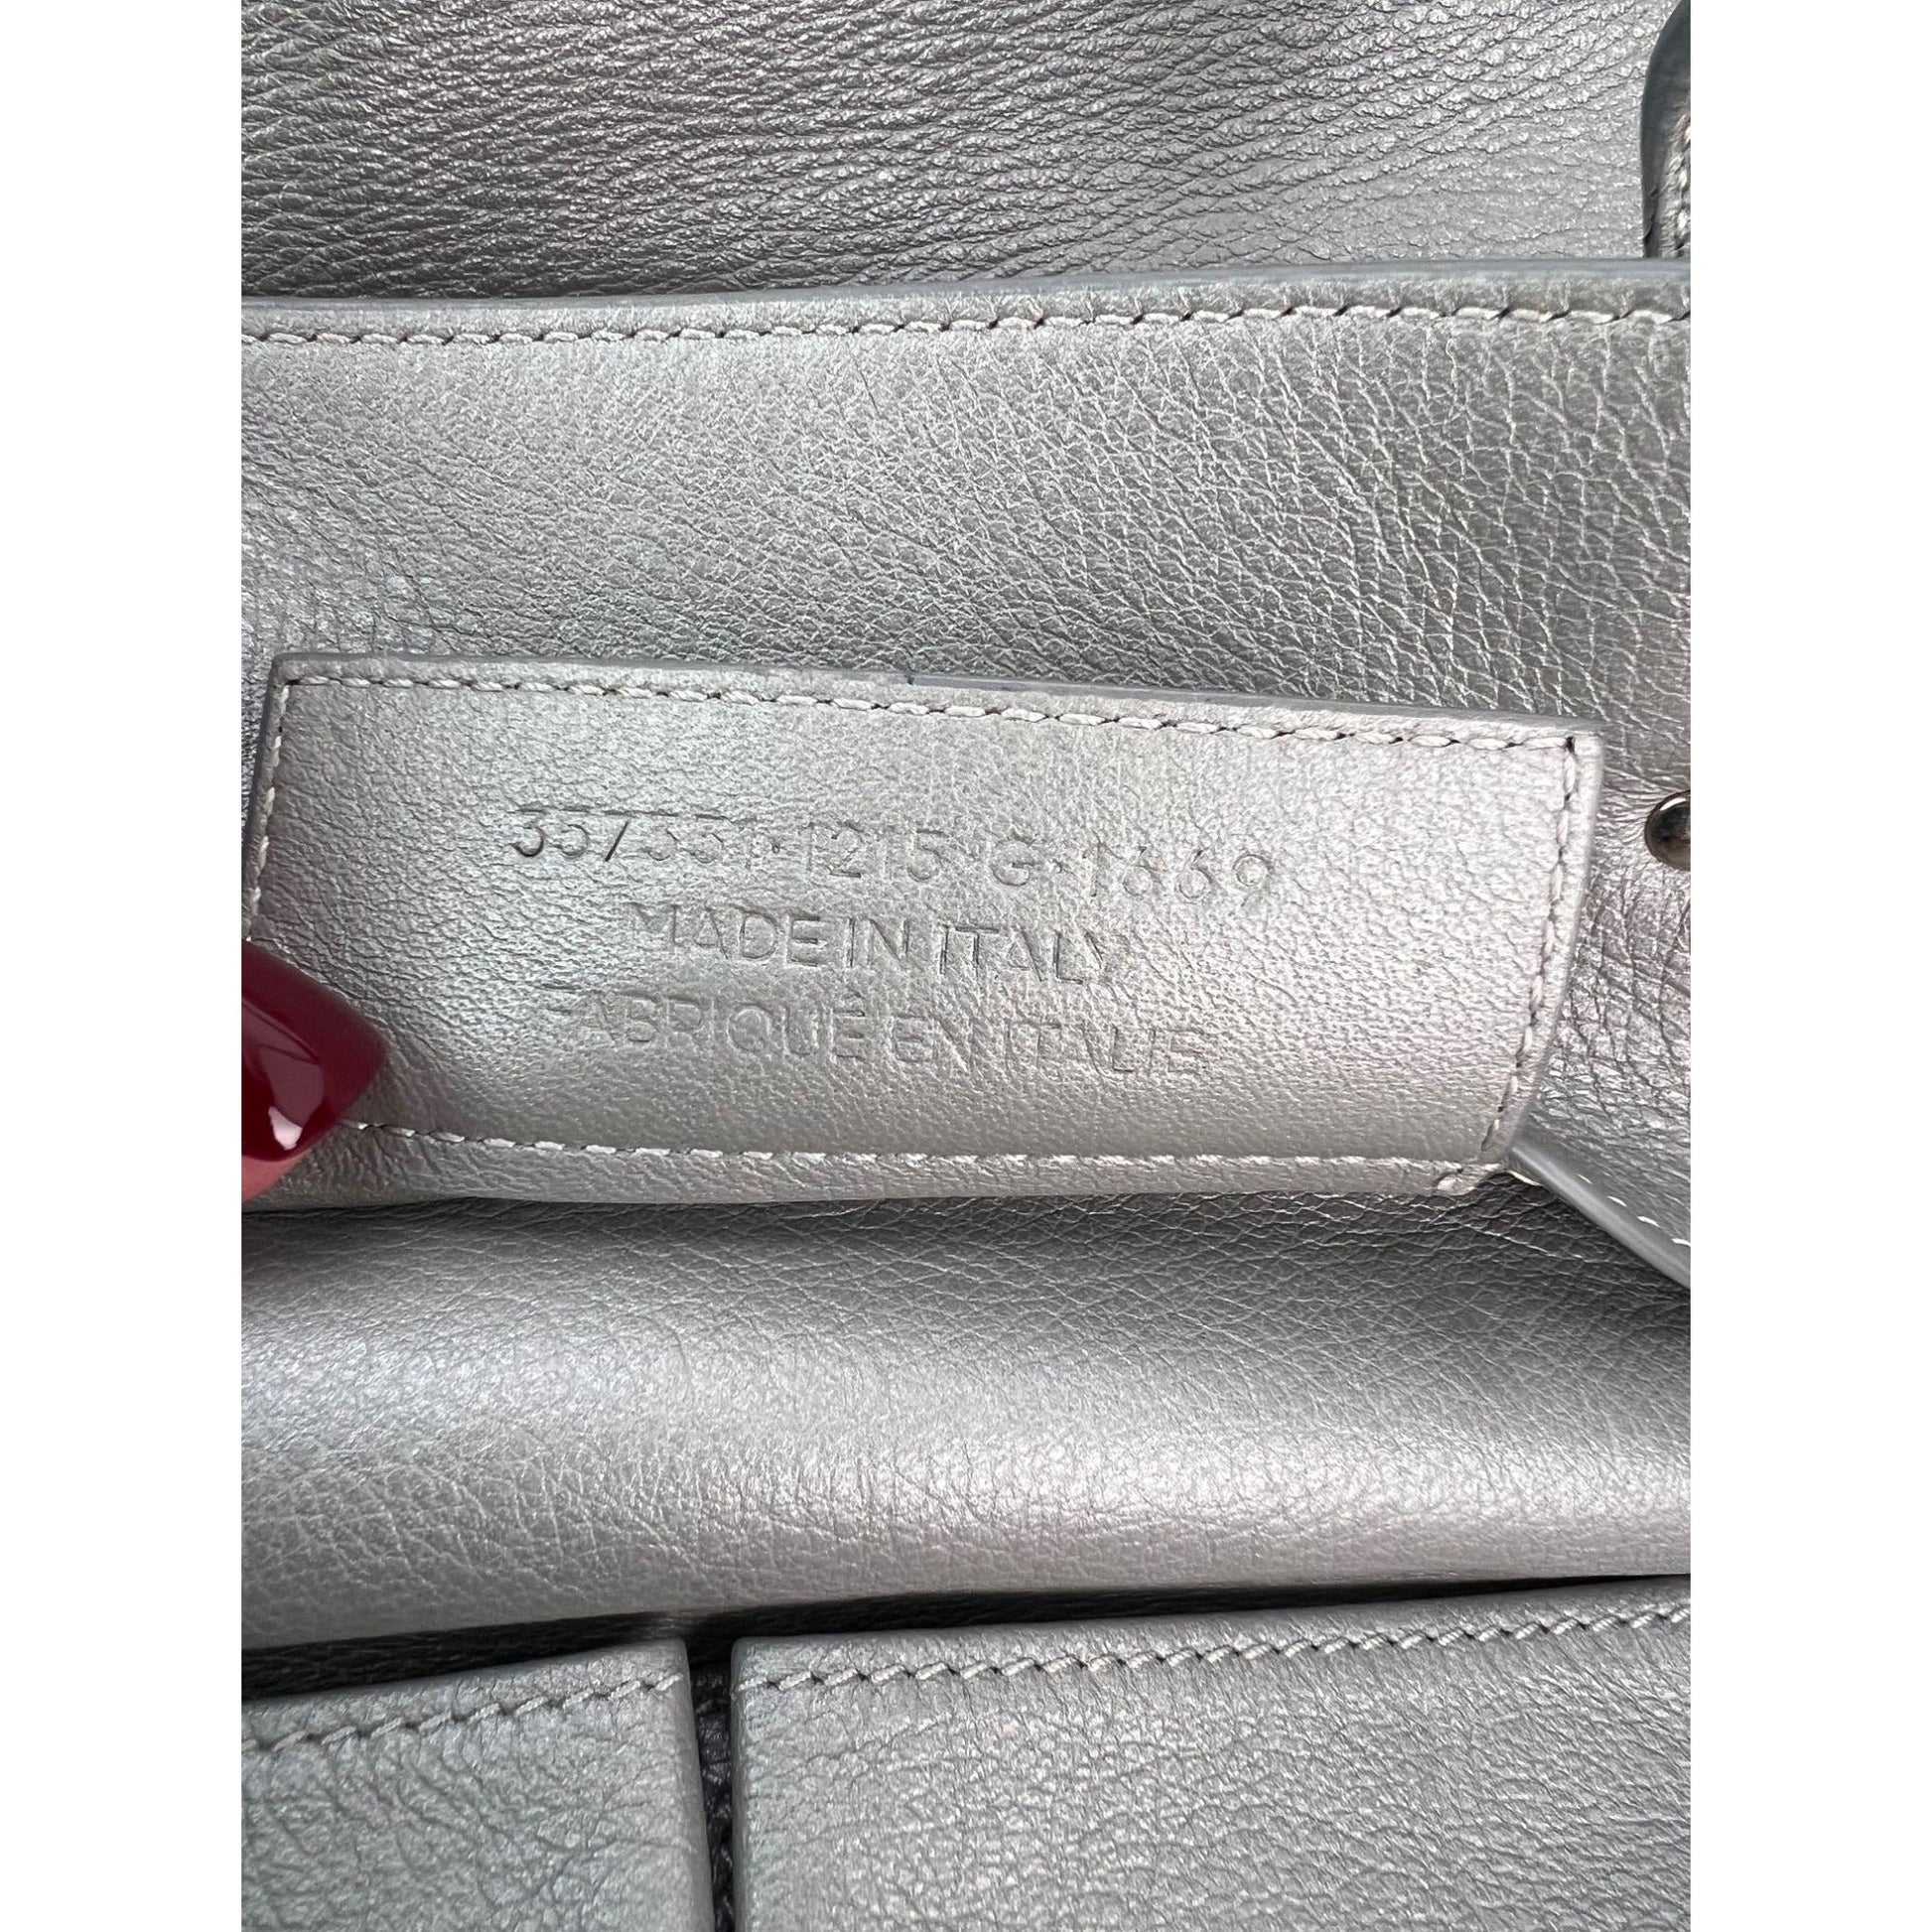 357331·1215 G·1669
MADE IN ITALY
FABRIQUÉ EN ITALIE